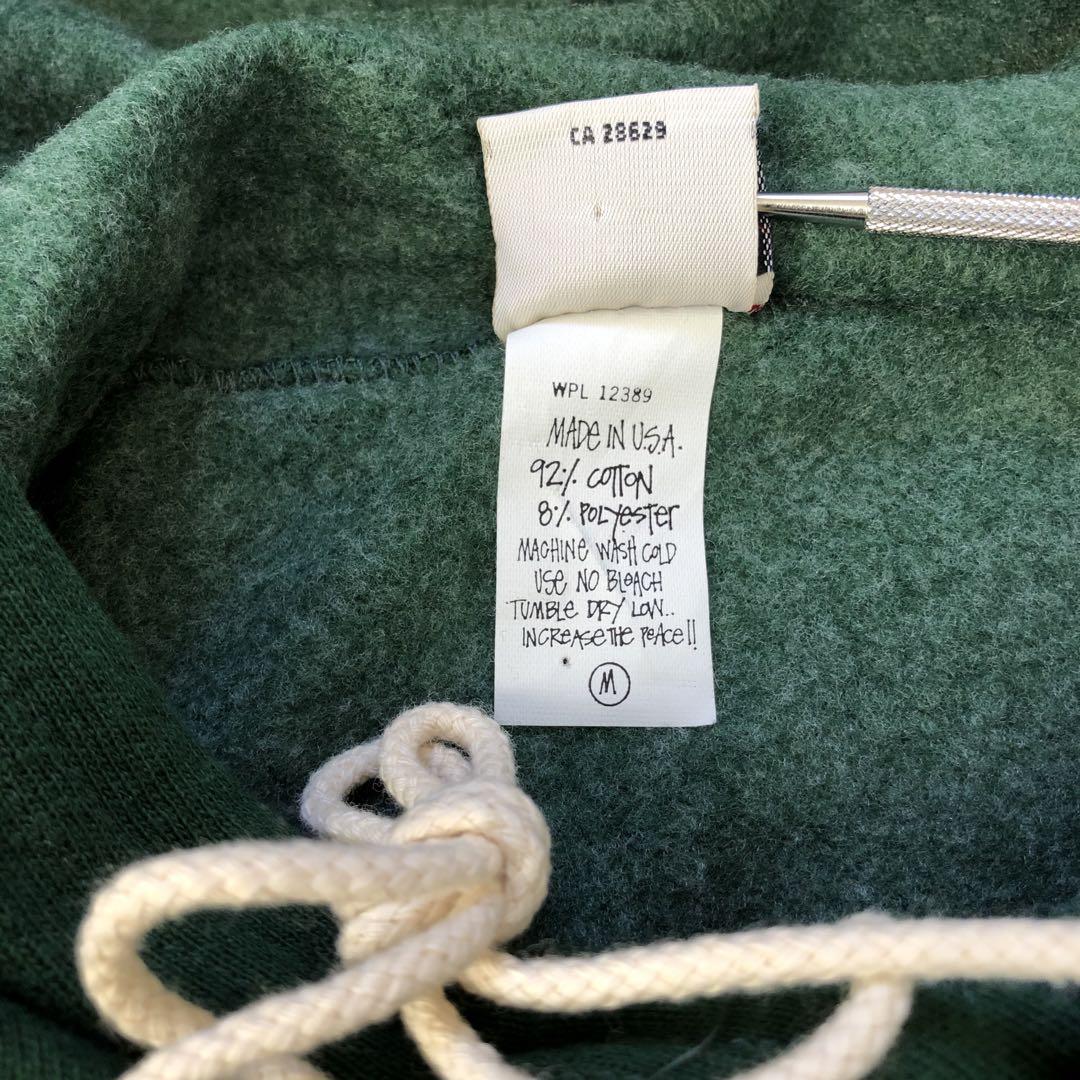 CA 28629
WPL 12389
MADE IN U.S.A.
92% COTTON
8% POLYESTER
MACHINE WASH COLD
USE NO BLEACH
TUMBLE DRY LOW..
INCREASE THE PEACE!!
M